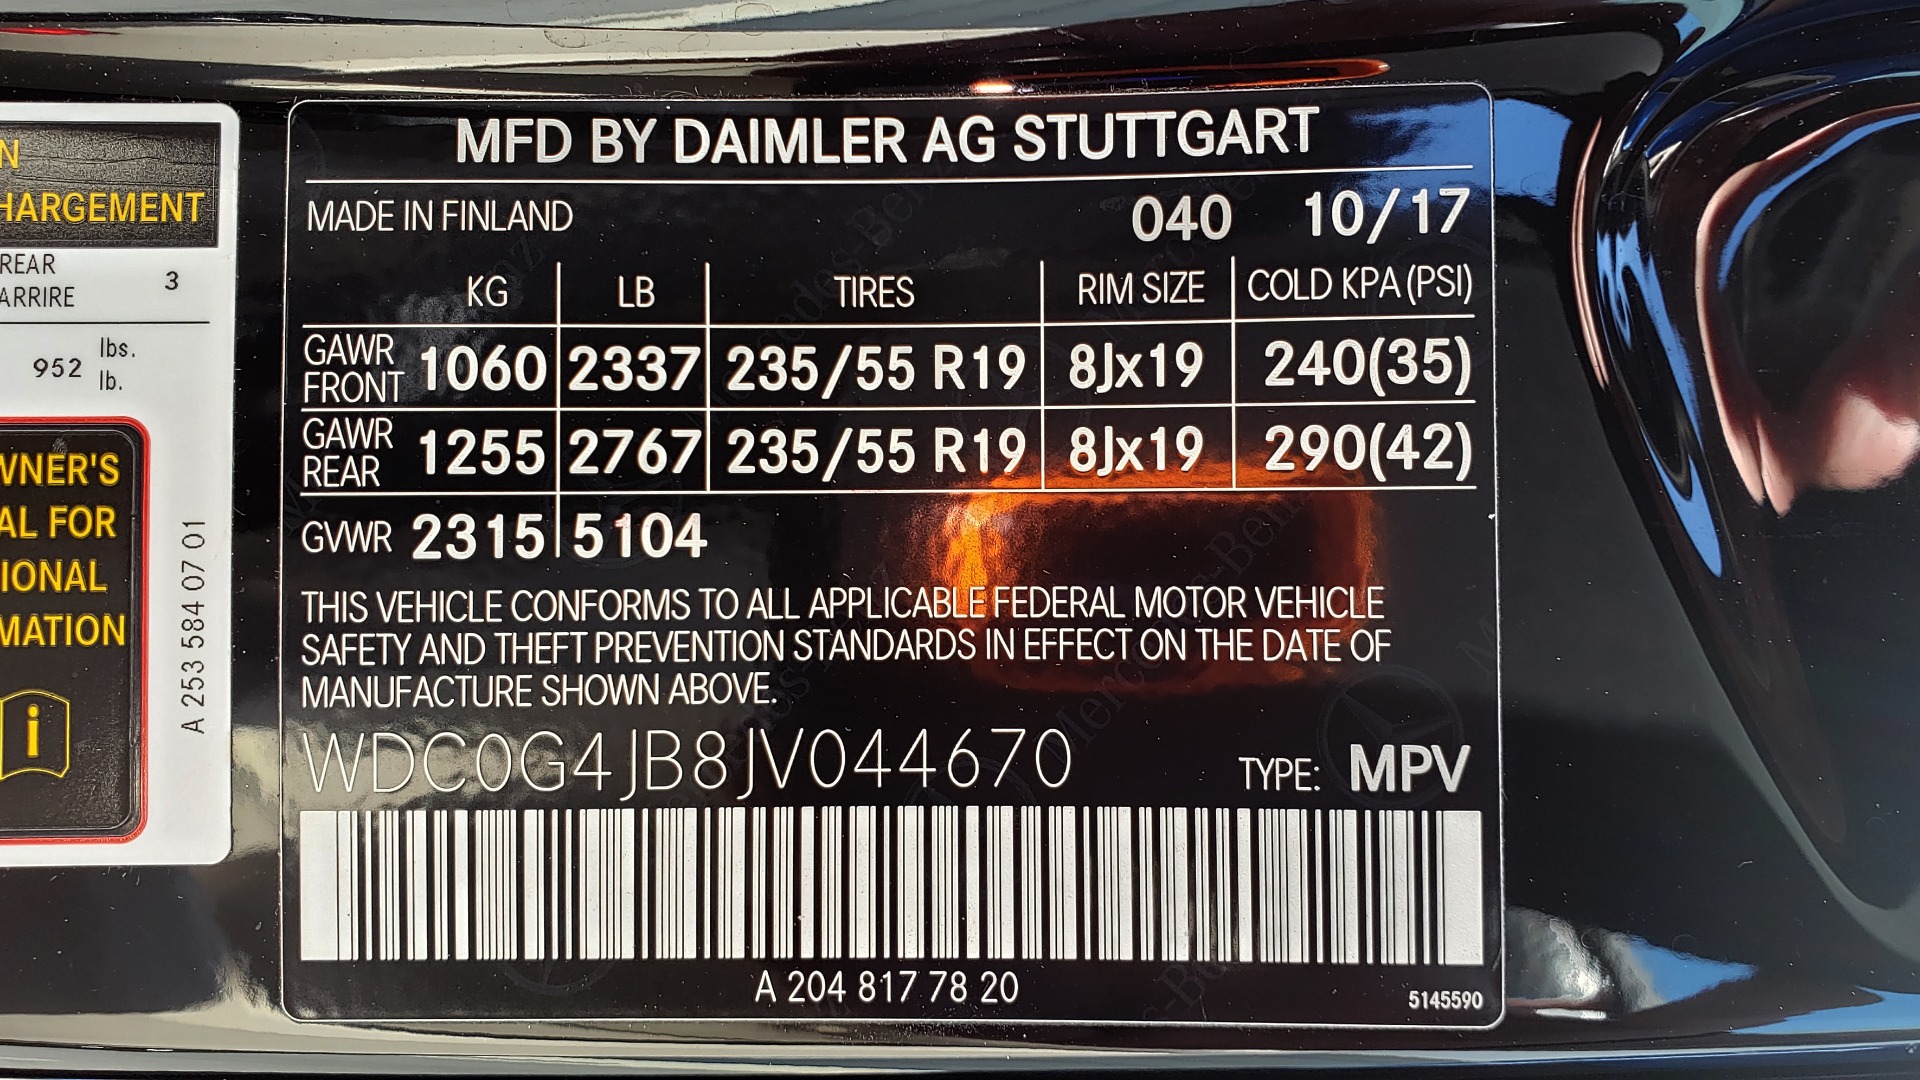 N
HARGEMENT
REAR
ARRIRE
3
952 lbs.
lb.
WNER'S
AL FOR
IONAL
MATION
i
A 253 584 07 01
MFD BY DAIMLER AG STUTTGART
MADE IN FINLAND 040 10/17
KG LB TIRES RIM SIZE COLD KPA (PSI)
GAWR FRONT 1060 2337 235/55 R19 8Jx19 240(35)
GAWR REAR 1255 2767 235/55 R19 8Jx19 290(42)
GVWR 2315 5104
THIS VEHICLE CONFORMS TO ALL APPLICABLE FEDERAL MOTOR VEHICLE
SAFETY AND THEFT PREVENTION STANDARDS IN EFFECT ON THE DATE OF
MANUFACTURE SHOWN ABOVE.
WDC0G4JB8JV044670 TYPE: MPV
A 204 817 78 20
5145590